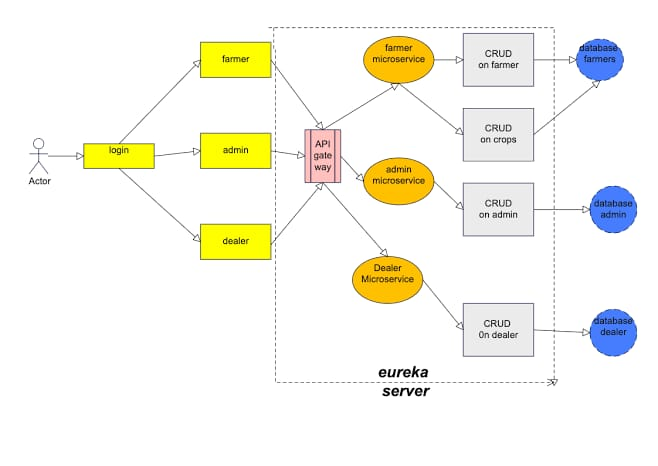 Actor
login
farmer
admin
dealer
API
gate
way
farmer
microservice
admin
microservice
Dealer
Microservice
CRUD
on farmer
CRUD
on crops
CRUD
on admin
CRUD
0n dealer
database
farmers
database
admin
database
dealer
eureka
server